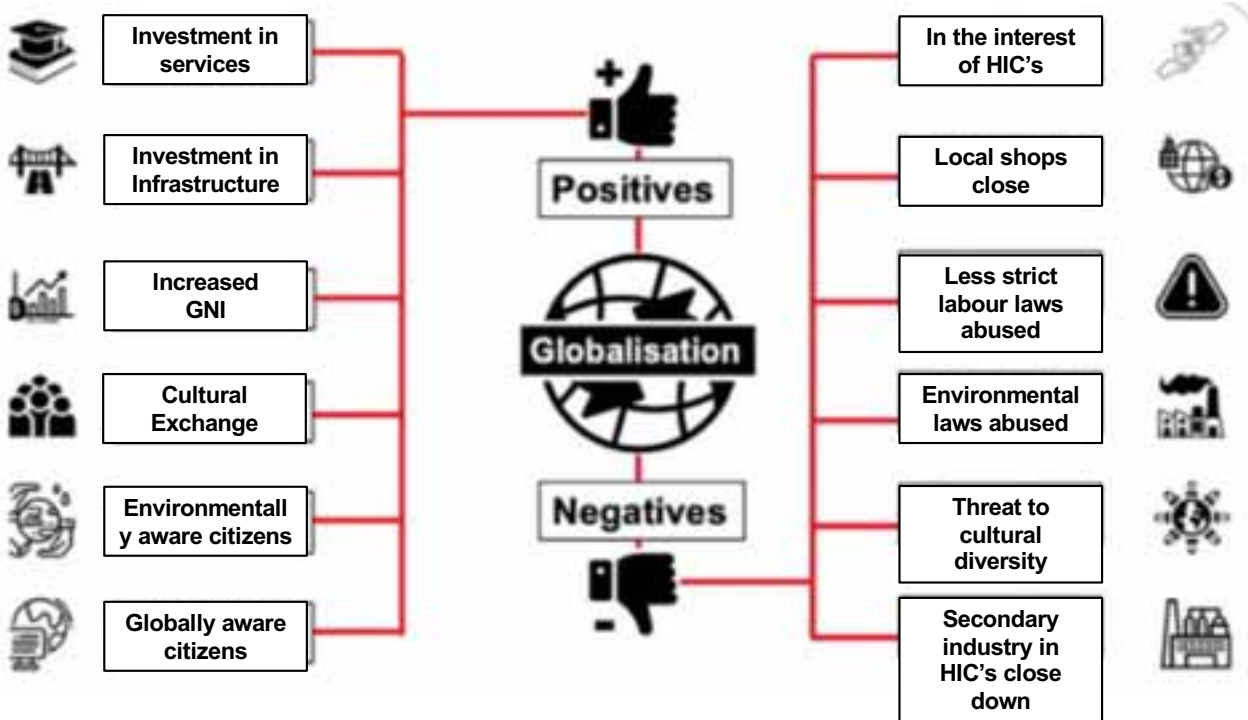 Investment in
services
Investment in
Infrastructure
Increased
GNI
Cultural
Exchange
Environmentall
y aware citizens
Globally aware
citizens
+
Positives
Globalisation
Negatives
-
In the interest
of HIC's
Local shops
close
Less strict
labour laws
abused
Environmental
laws abused
Threat to
cultural
diversity
Secondary
industry in
HIC's close
down